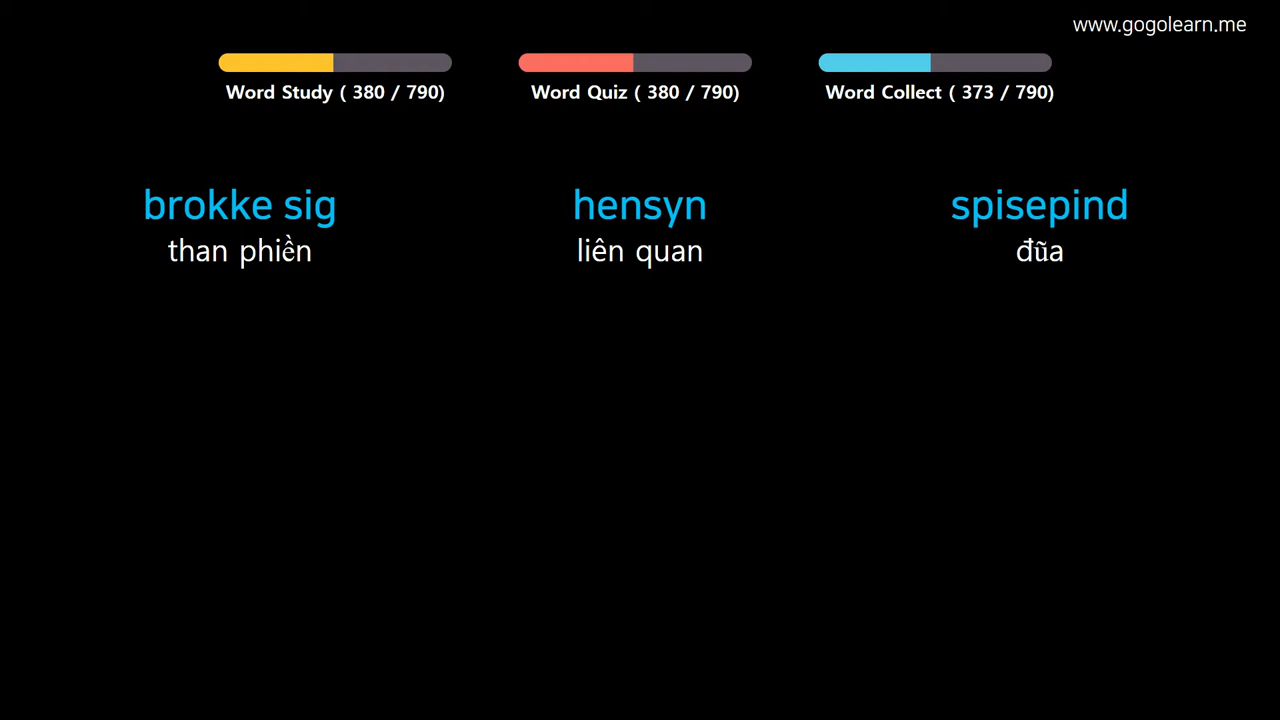 www.gogolearn.me
Word Study ( 380 / 790)
Word Quiz ( 380 / 790)
Word Collect ( 373 / 790)
brokke sig
than phiền
hensyn
liên quan
spisepind
đũa